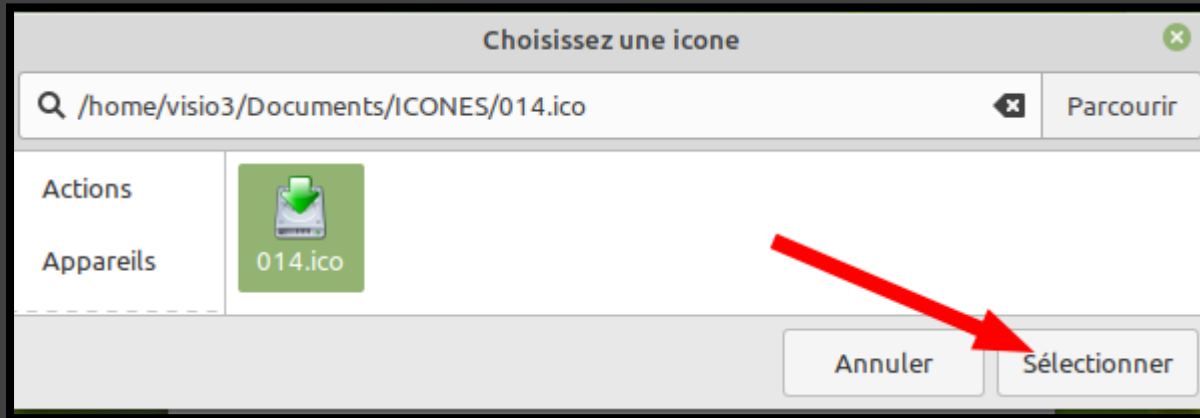 Choisissez une icone
/home/visio3/Documents/ICONES/014.ico
Parcourir
Actions
Appareils
014.ico
Annuler
Sélectionner